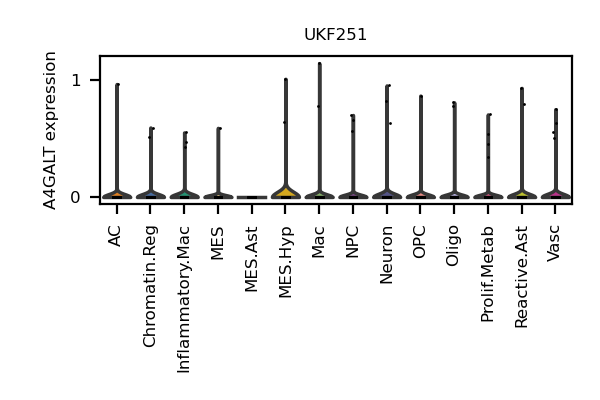 UKF251
A4GALT expression
1
0
AC
Chromatin.Reg
Inflammatory.Mac
MES
MES.Ast
MES.Hyp
Mac
NPC
Neuron
OPC
Oligo
Prolif.Metab
Reactive.Ast
Vasc